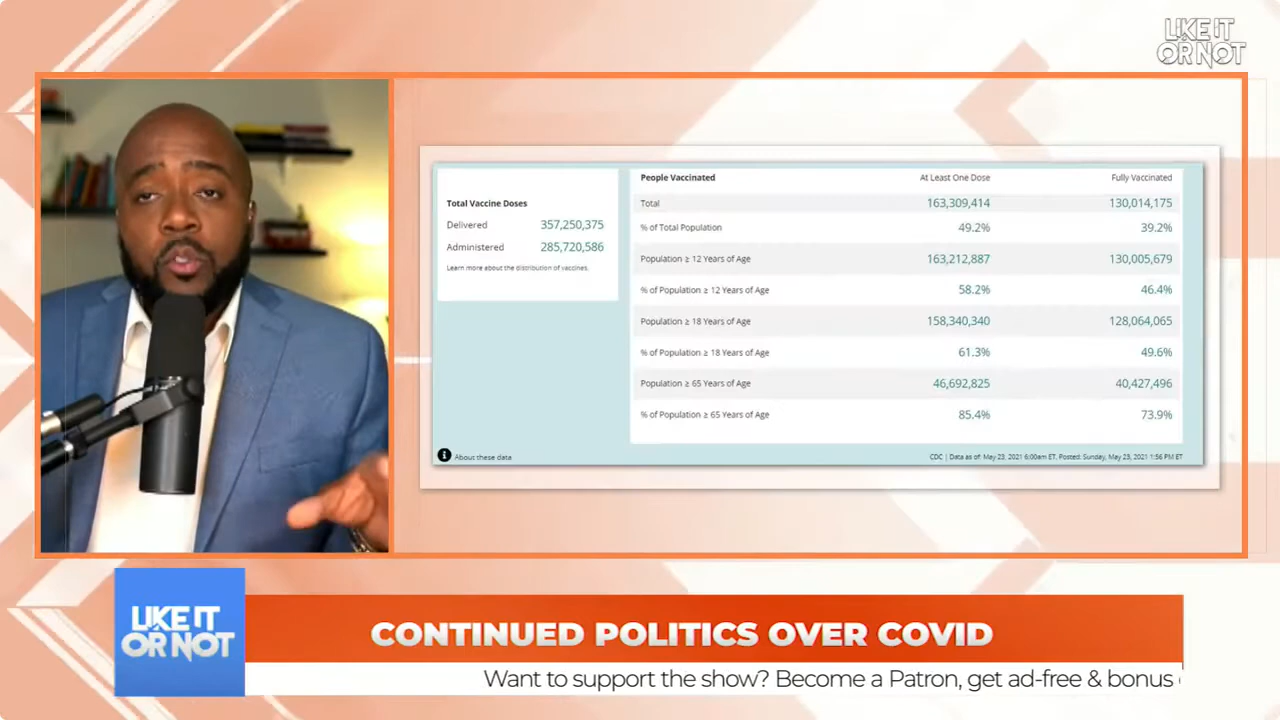 LIKE IT
OR NOT
Total Vaccine Doses
Delivered 357,250,375
Administered 285,720,586
Learn more about the distribution of vaccines.
People Vaccinated At Least One Dose Fully Vaccinated
Total 163,309,414 130,014,175
% of Total Population 49.2% 39.2%
Population ≥ 12 Years of Age 163,212,887 130,005,679
% of Population ≥ 12 Years of Age 58.2% 46.4%
Population ≥ 18 Years of Age 158,340,340 128,064,065
% of Population ≥ 18 Years of Age 61.3% 49.6%
Population ≥ 65 Years of Age 46,692,825 40,427,496
% of Population ≥ 65 Years of Age 85.4% 73.9%
i About these data
CDC | Data as of: May 23, 2021 6:00am ET. Posted: Sunday, May 23, 2021 1:56 PM ET
LIKE IT
OR NOT
CONTINUED POLITICS OVER COVID
Want to support the show? Become a Patron, get ad-free & bonus